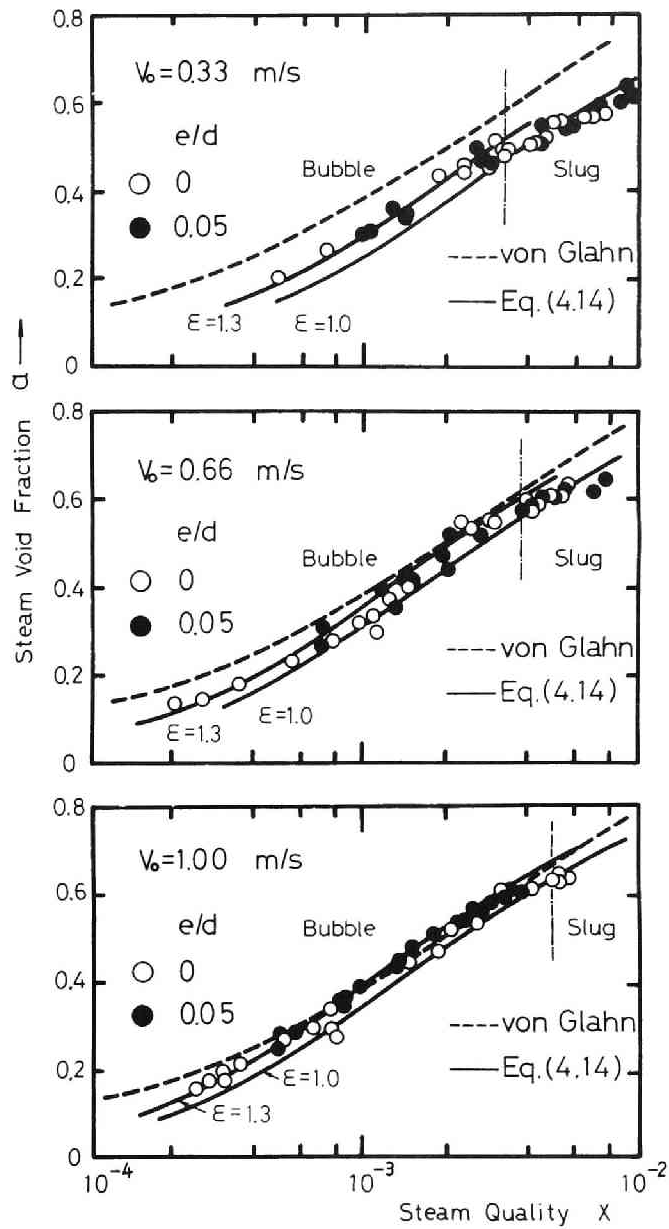 0.8
V₀=0.33 m/s
0.6
e/d
Bubble
Slug
0
0.4
0.05
von Glahn
0.2
Eq.(4.14)
ε=1.3
ε=1.0
0
Steam Void Fraction a
0.8
V₀=0.66 m/s
0.6
e/d
Bubble
Slug
0
0.4
0.05
von Glahn
0.2
Eq.(4.14)
ε=1.3
ε=1.0
0
0.8
V₀=1.00 m/s
0.6
e/d
Bubble
Slug
0
0.4
0.05
von Glahn
0.2
Eq.(4.14)
ε=1.0
ε=1.3
0
10⁻⁴
10⁻³
10⁻²
Steam Quality X